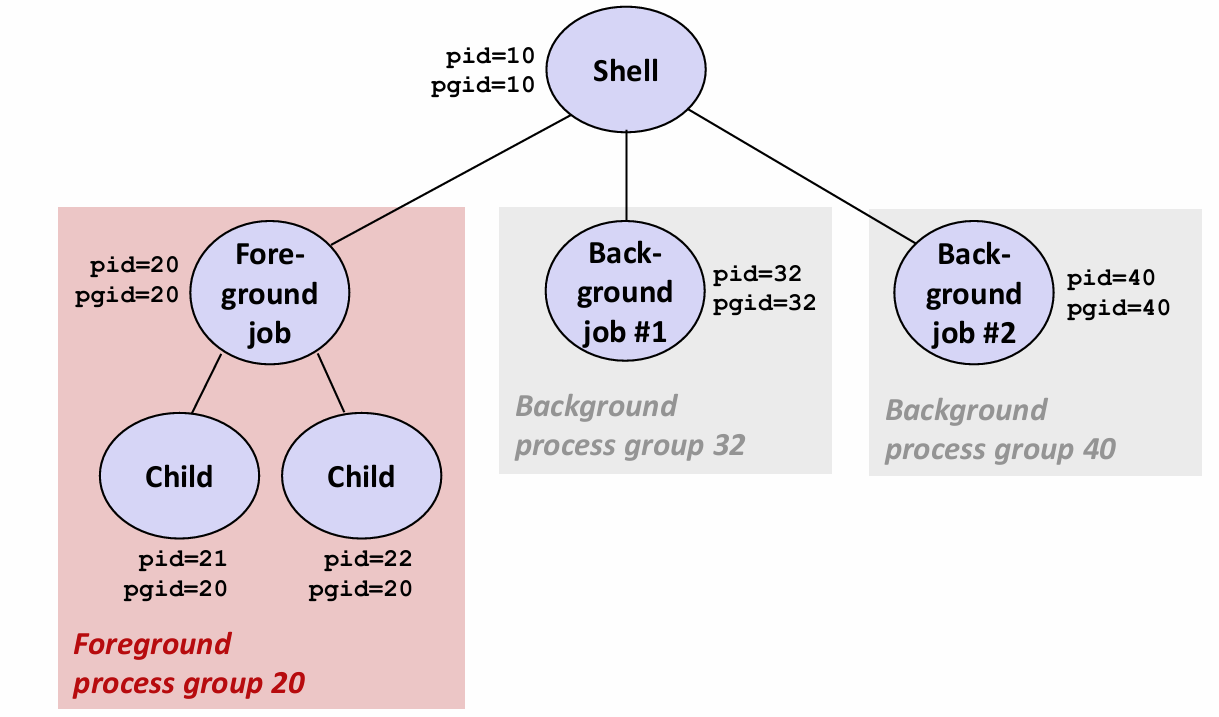 pid=10
pgid=10
Shell
pid=20
pgid=20
Fore-
ground
job
Back-
ground
job #1
pid=32
pgid=32
Back-
ground
job #2
pid=40
pgid=40
Background
process group 32
Background
process group 40
Child
Child
pid=21
pgid=20
pid=22
pgid=20
Foreground
process group 20